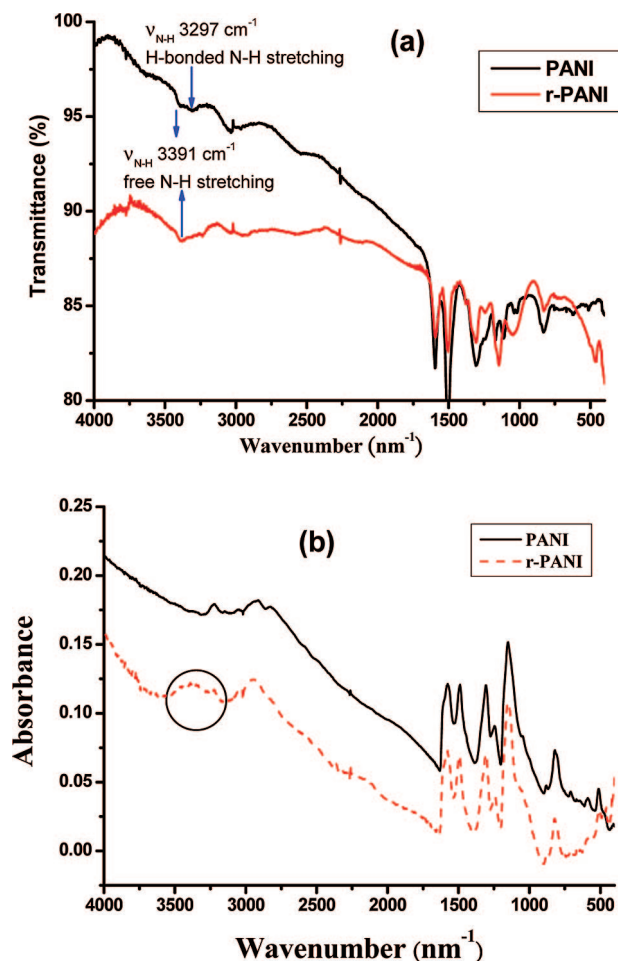 (a)
ν N-H 3297 cm-1
H-bonded N-H stretching
PANI
r-PANI
ν N-H 3391 cm-1
free N-H stretching
Transmittance (%)
100
95
90
85
80
4000 3500 3000 2500 2000 1500 1000 500
Wavenumber (nm-1)
(b)
PANI
r-PANI
Absorbance
0.25
0.20
0.15
0.10
0.05
0.00
4000 3500 3000 2500 2000 1500 1000 500
Wavenumber (nm-1)